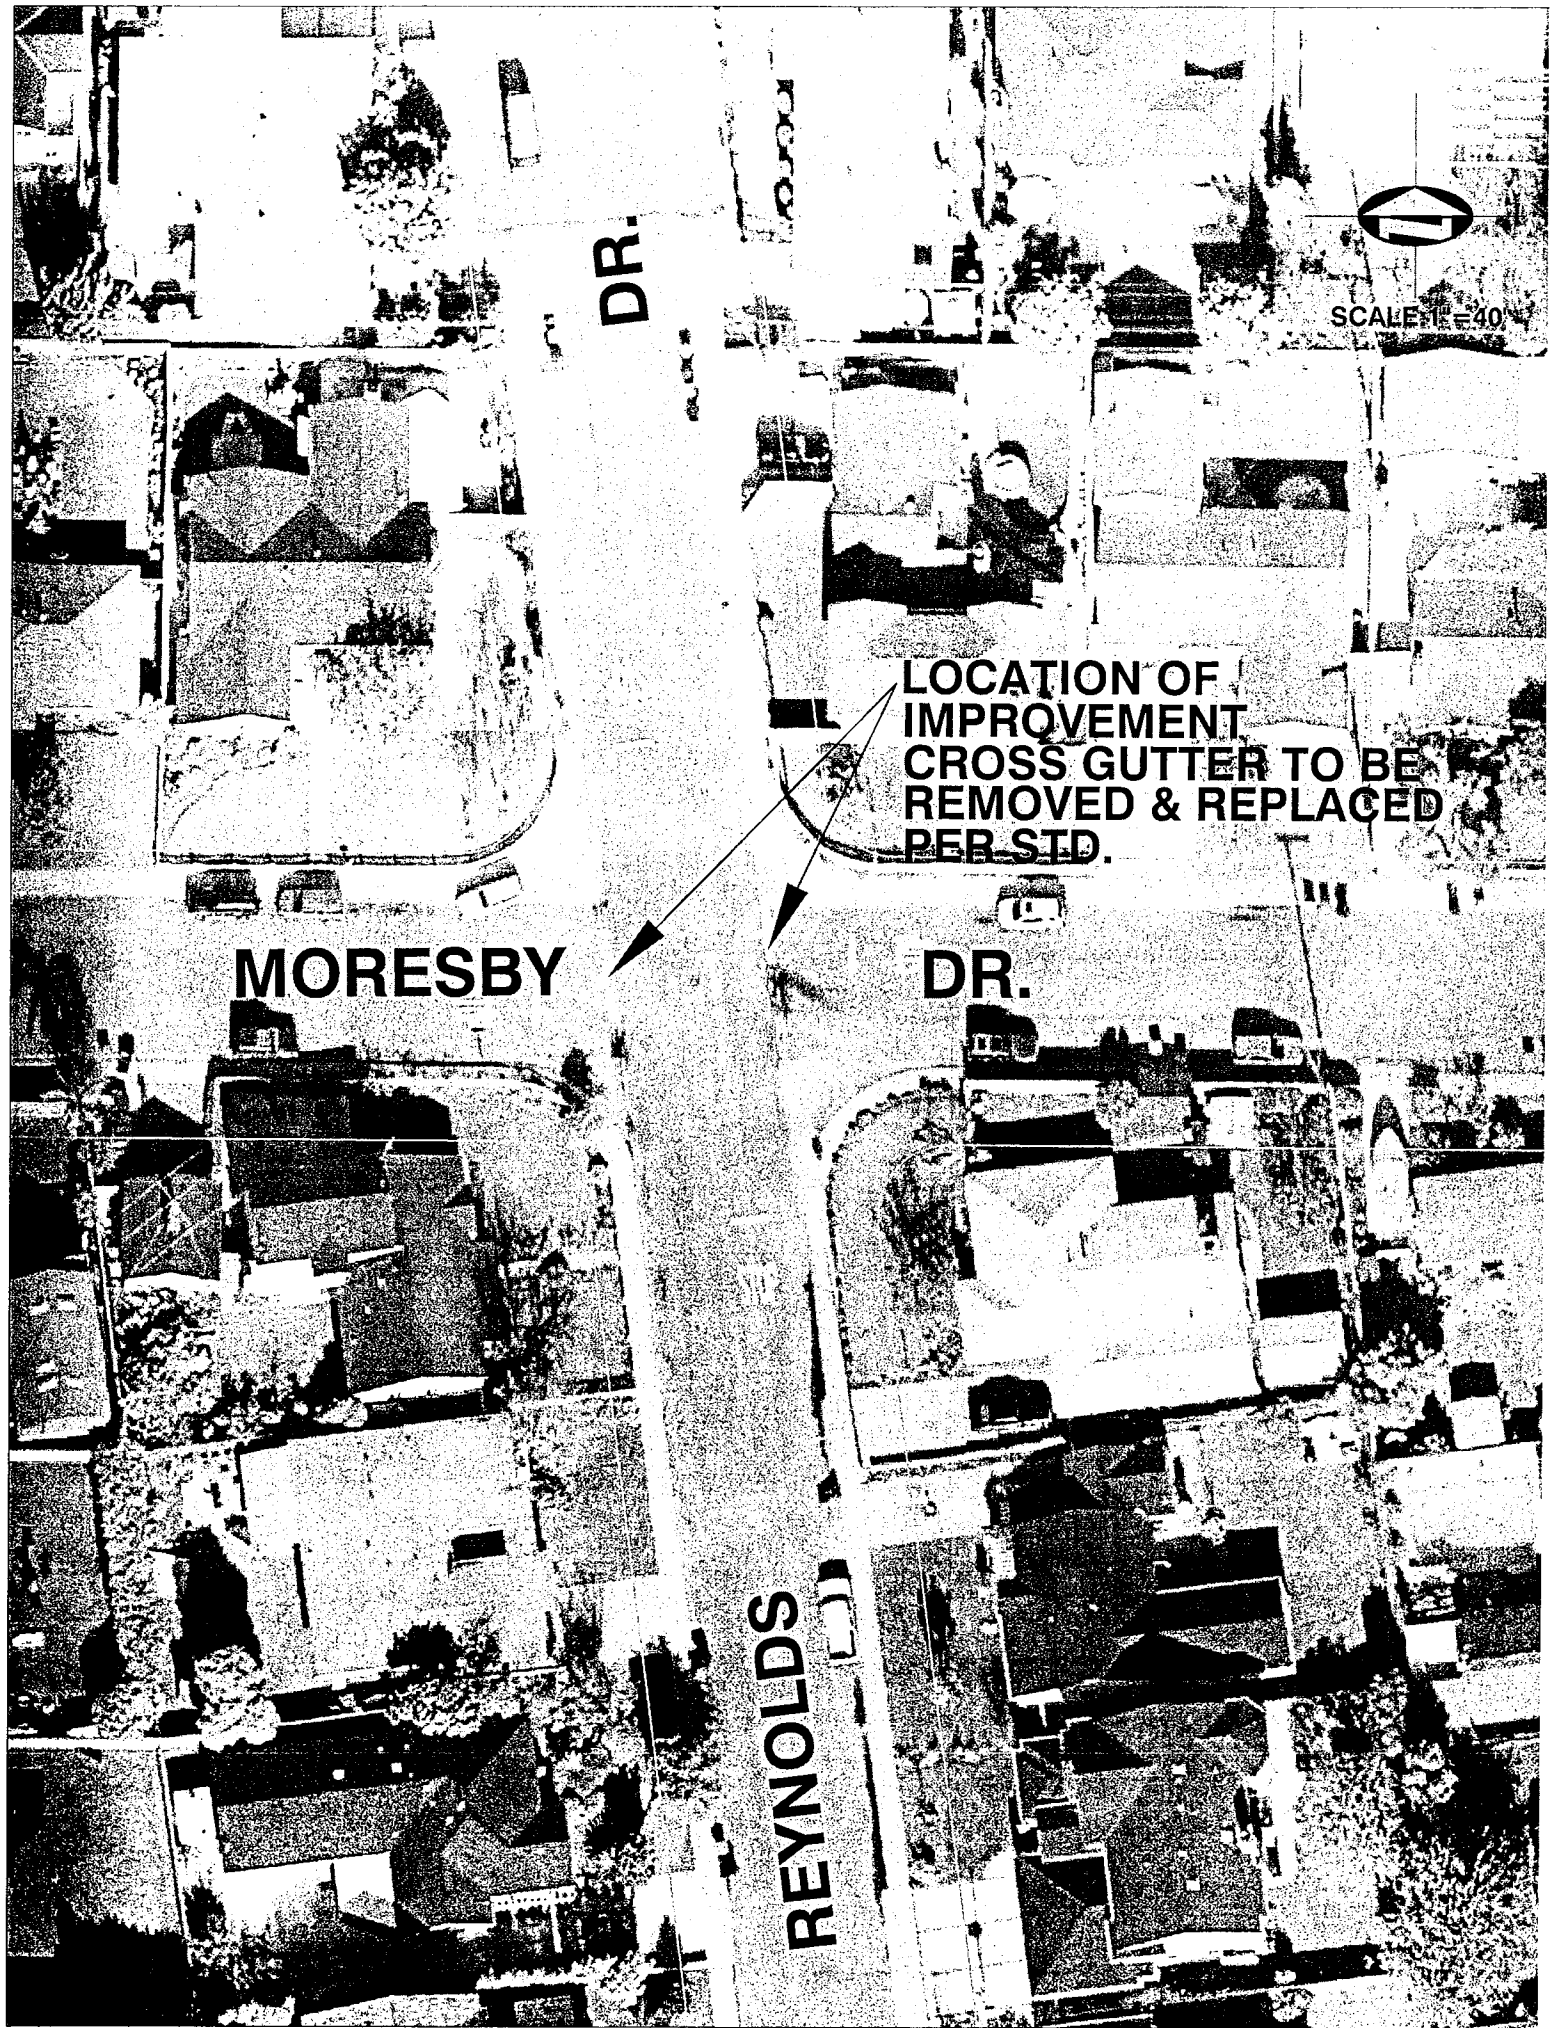 DR.
SCALE 1"=40'
LOCATION OF
IMPROVEMENT
CROSS GUTTER TO BE
REMOVED & REPLACED
PER STD.
MORESBY DR.
REYNOLDS